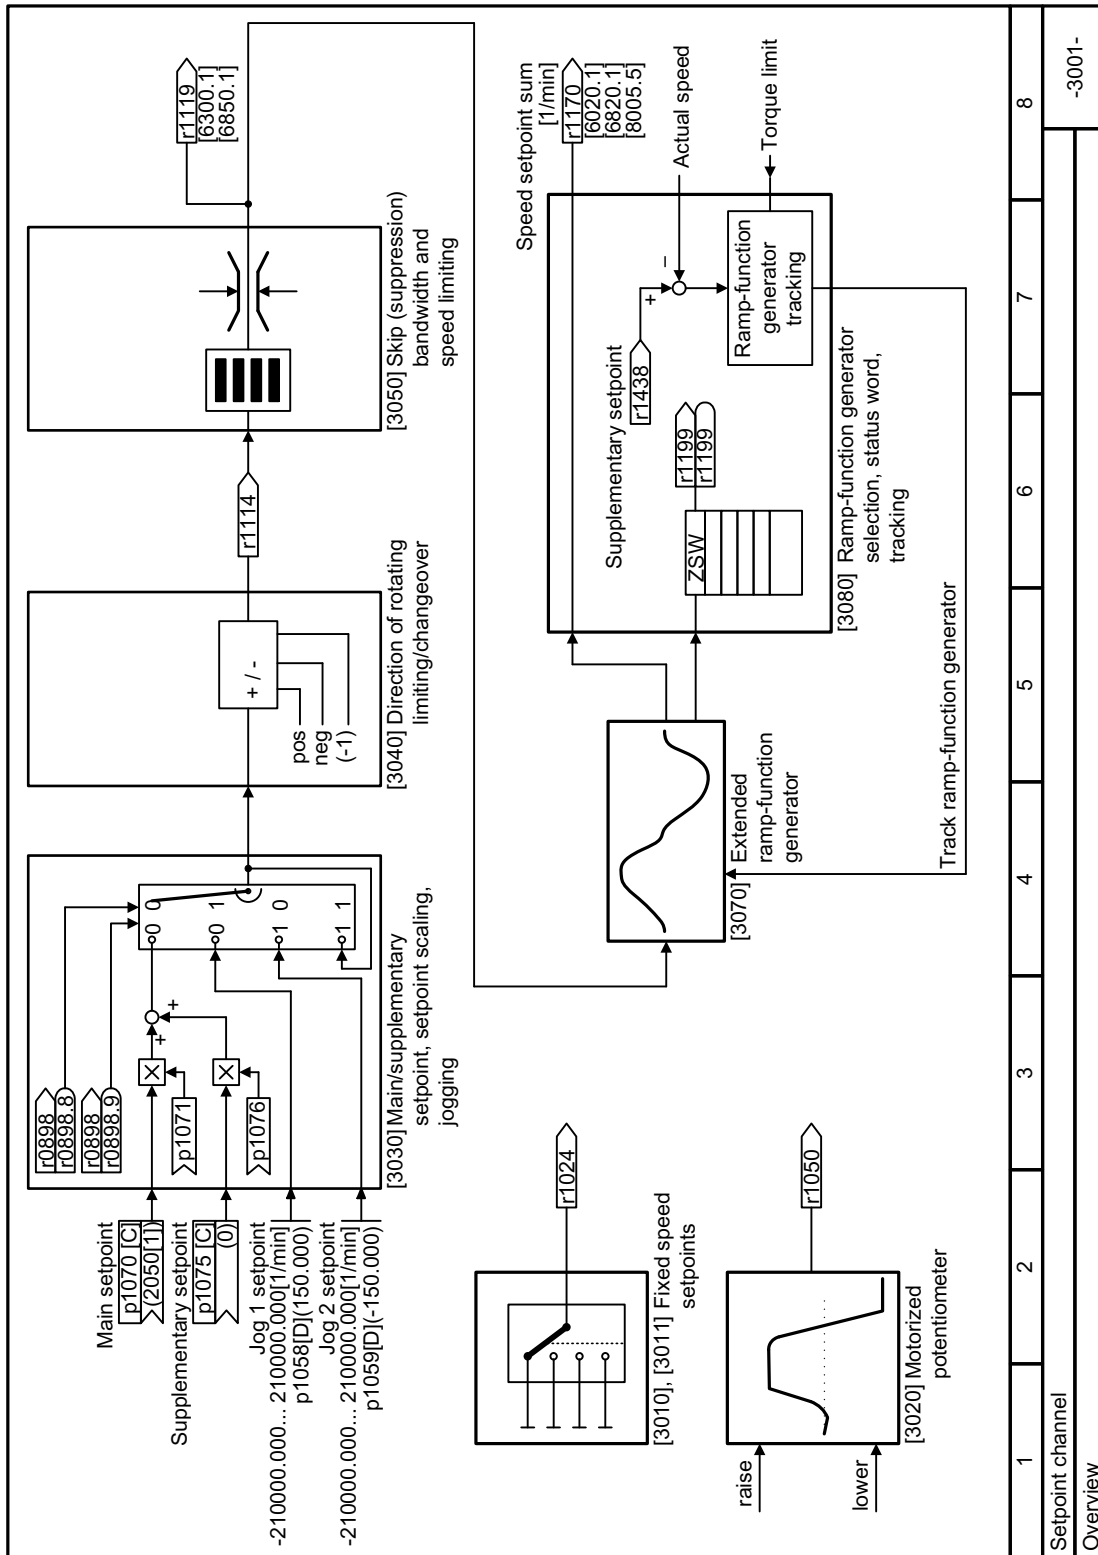 Main setpoint
p1070 [C]
(2050[1])
Supplementary setpoint
p1075 [C]
(0)
Jog 1 setpoint
-210000.000... 210000.000[1/min]
p1058[D](150.000)
Jog 2 setpoint
-210000.000... 210000.000[1/min]
p1059[D](-150.000)
r0898
r0898.8
r0898
r0898.9
p1071
p1076
+
+
0 0
0 1
1 0
1 1
[3030] Main/supplementary
setpoint, setpoint scaling,
jogging
+ / -
pos
neg
(-1)
[3040] Direction of rotating
limiting/changeover
r1114
[3050] Skip (suppression)
bandwidth and
speed limiting
r1119
[6300.1]
[6850.1]
[3010], [3011] Fixed speed
setpoints
r1024
raise
lower
[3020] Motorized
potentiometer
r1050
[3070] Extended
ramp-function
generator
Track ramp-function generator
ZSW
r1199
r1199
Supplementary setpoint
r1438
+
–
Actual speed
Ramp-function
generator
tracking
Torque limit
Speed setpoint sum
[1/min]
r1170
[6020.1]
[6820.1]
[8005.5]
[3080] Ramp-function generator
selection, status word,
tracking
1 2 3 4 5 6 7 8
Setpoint channel
Overview
-3001-